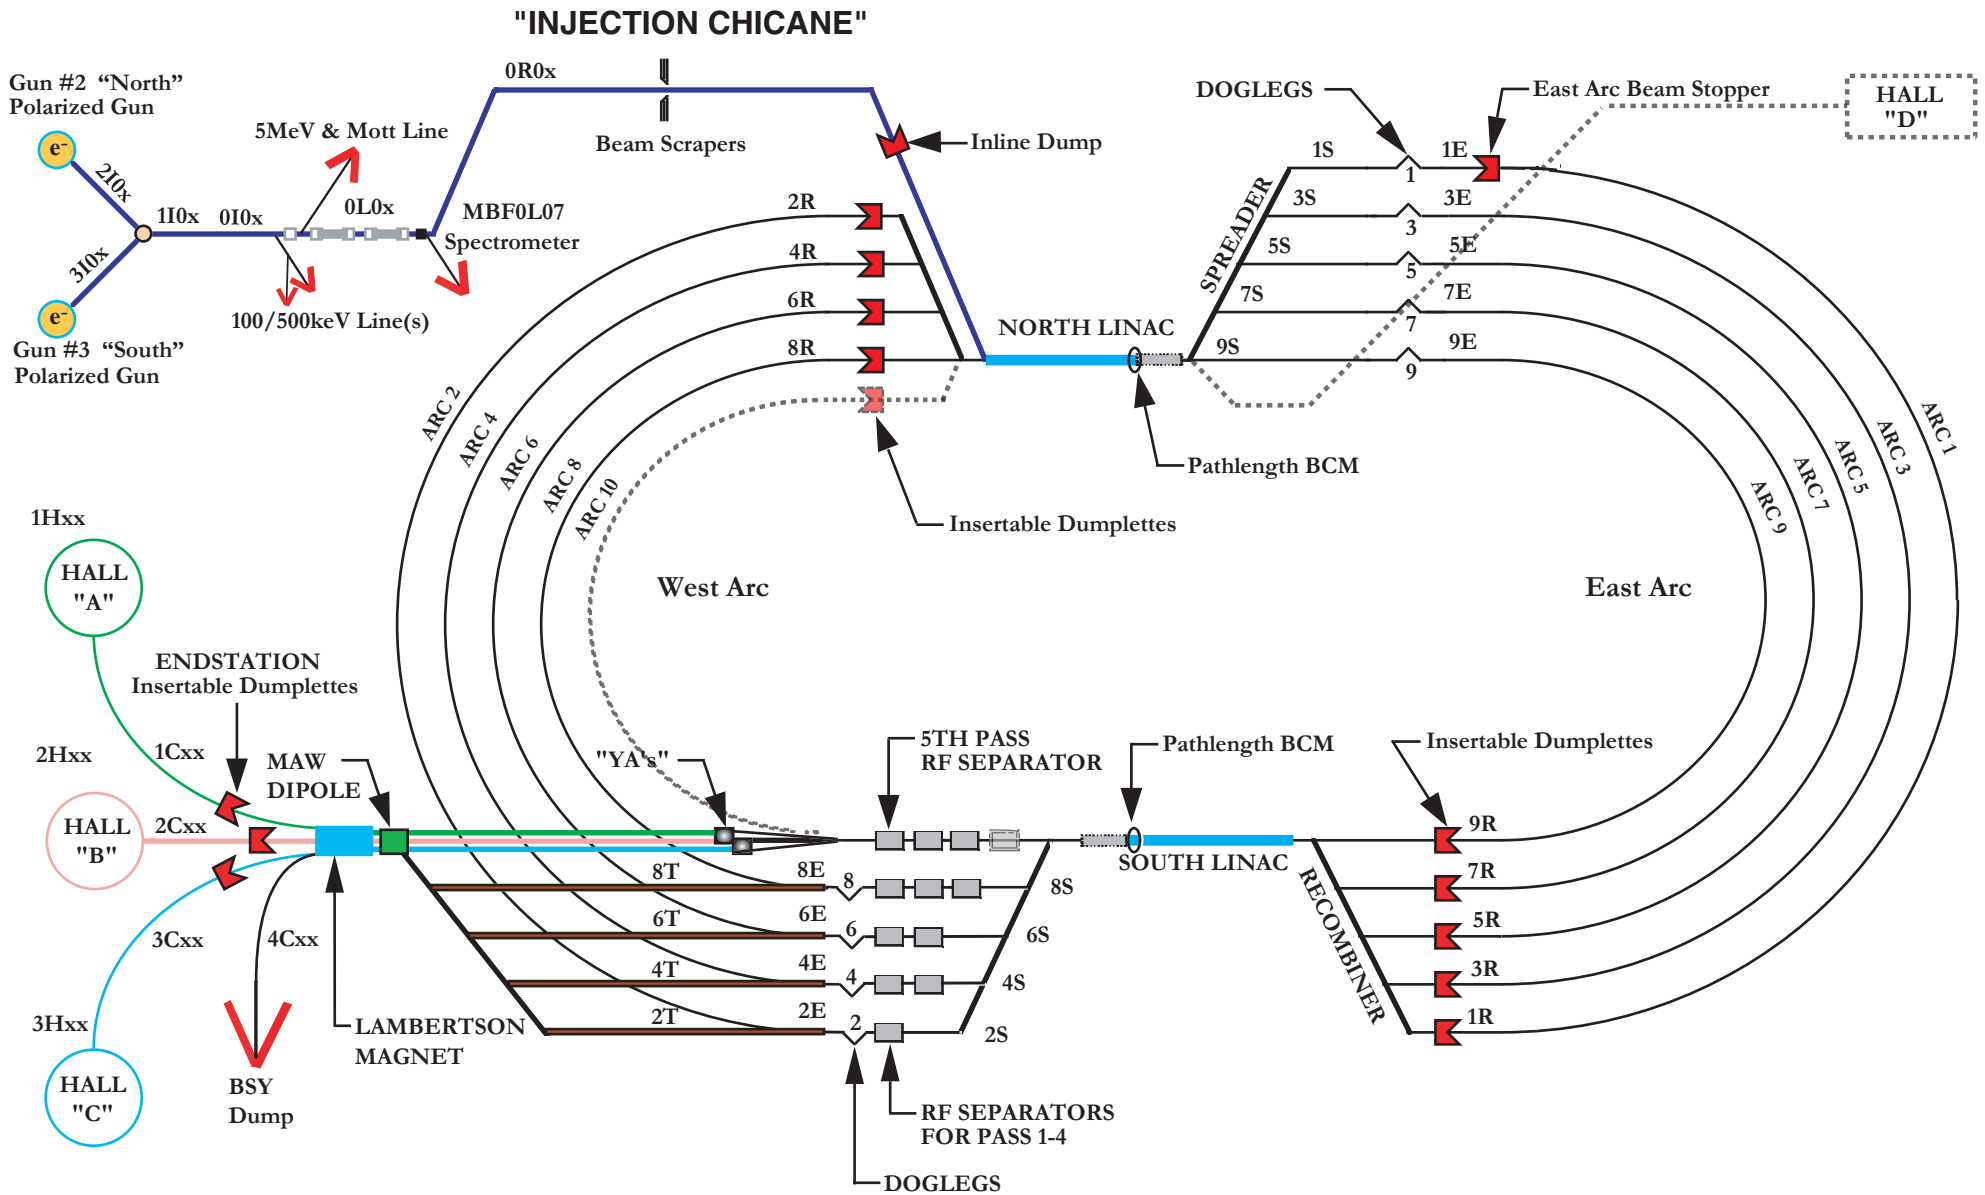 "INJECTION CHICANE"
Gun #2 “North”
Polarized Gun
e-
2I0x
1I0x
0I0x
3I0x
e-
Gun #3 “South”
Polarized Gun
5MeV & Mott Line
0L0x
MBF0L07
Spectrometer
100/500keV Line(s)
0R0x
Beam Scrapers
Inline Dump
DOGLEGS
East Arc Beam Stopper
HALL
"D"
2R
4R
6R
8R
NORTH LINAC
SPREADER
1S
3S
5S
7S
9S
1
3
5
7
9
1E
3E
5E
7E
9E
ARC 2
ARC 4
ARC 6
ARC 8
ARC 10
Pathlength BCM
Insertable Dumplettes
ARC 1
ARC 3
ARC 5
ARC 7
ARC 9
West Arc
East Arc
1Hxx
HALL
"A"
ENDSTATION
Insertable Dumplettes
2Hxx
1Cxx
MAW
DIPOLE
"YA's"
5TH PASS
RF SEPARATOR
Pathlength BCM
Insertable Dumplettes
HALL
"B"
2Cxx
SOUTH LINAC
RECOMBINER
9R
7R
5R
3R
1R
8T
8E
8
8S
6T
6E
6
6S
4T
4E
4
4S
2T
2E
2
2S
3Cxx
4Cxx
3Hxx
HALL
"C"
BSY
Dump
LAMBERTSON
MAGNET
RF SEPARATORS
FOR PASS 1-4
DOGLEGS